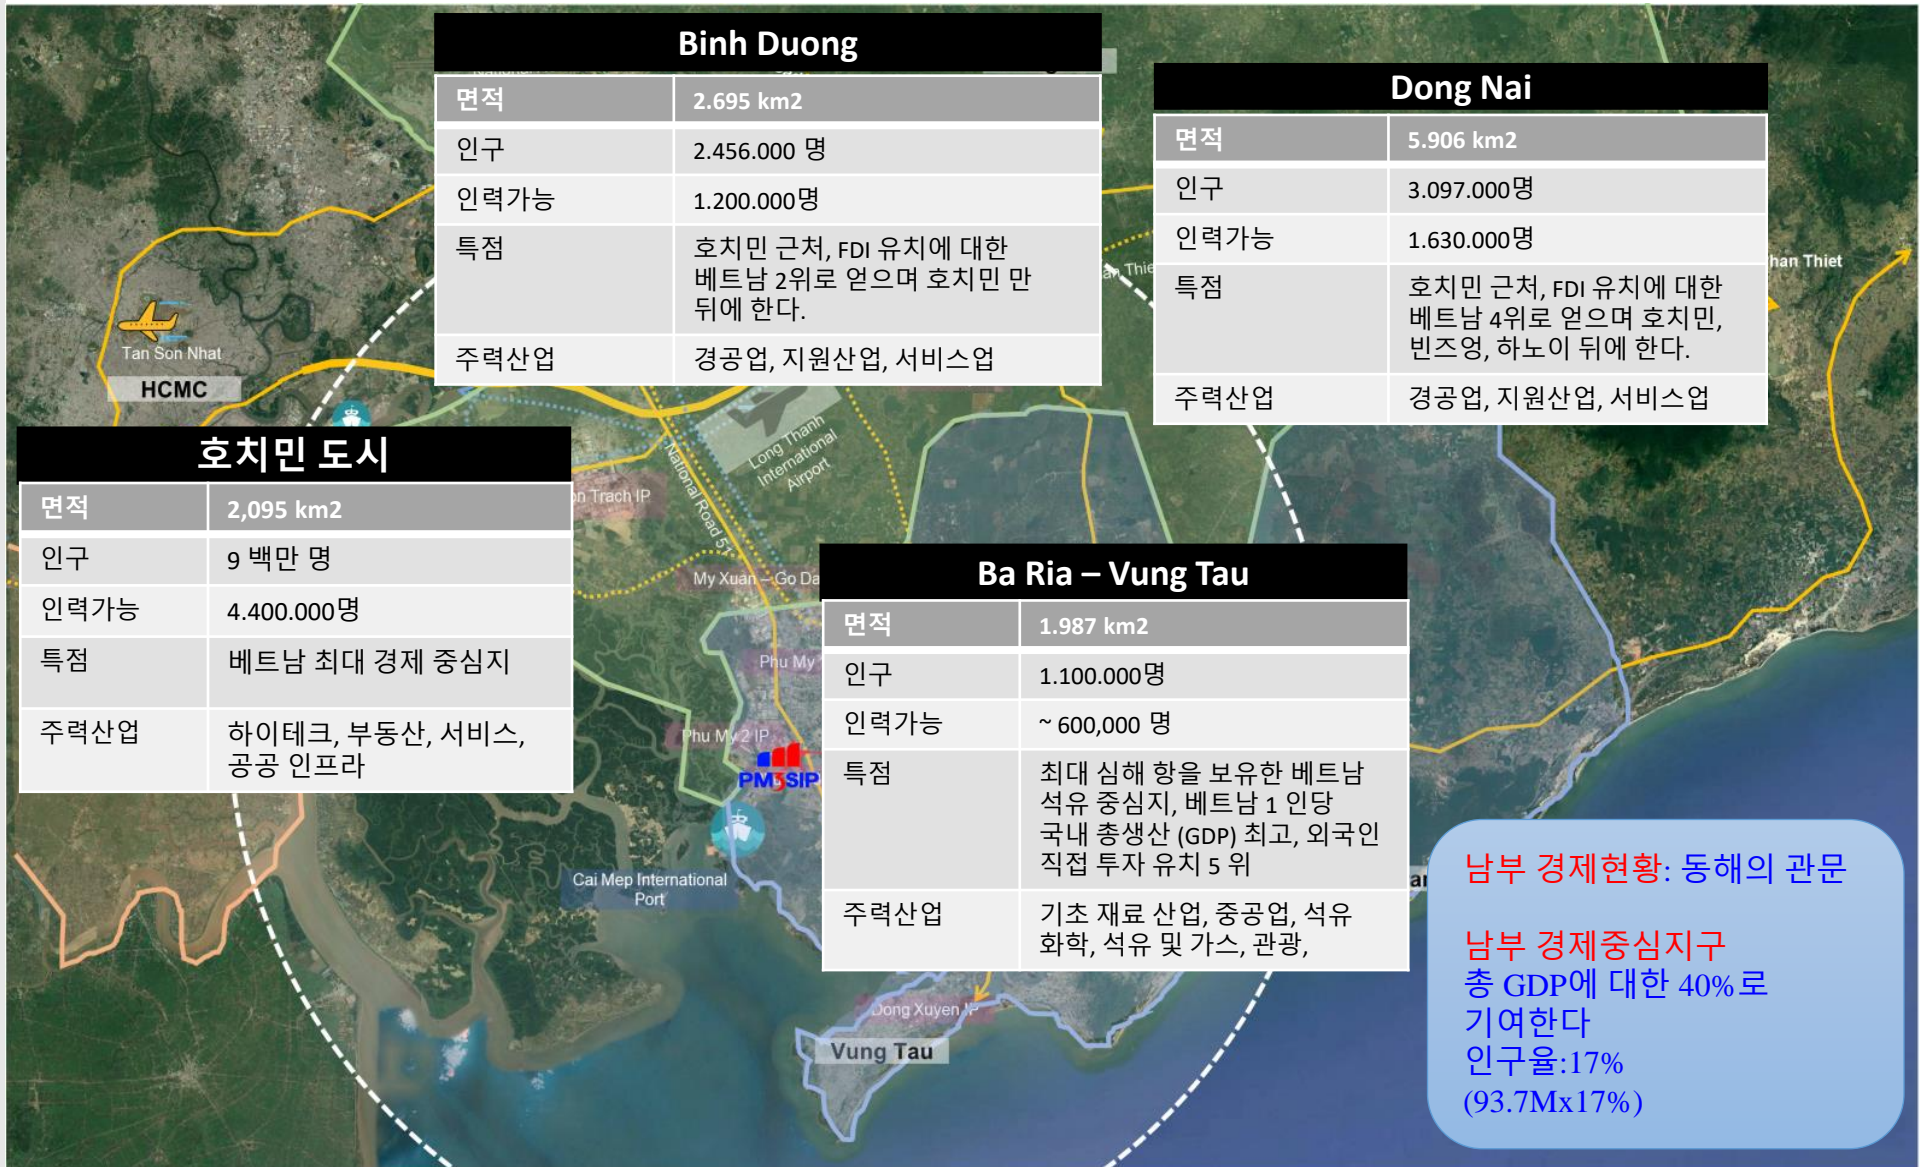 Binh Duong
면적 2.695 km2
인구 2.456.000 명
인력가능 1.200.000명
특점 호치민 근처, FDI 유치에 대한
베트남 2위로 얻으며 호치민 만
뒤에 한다.
주력산업 경공업, 지원산업, 서비스업
Dong Nai
면적 5.906 km2
인구 3.097.000명
인력가능 1.630.000명
특점 호치민 근처, FDI 유치에 대한
베트남 4위로 얻으며 호치민,
빈즈엉, 하노이 뒤에 한다.
주력산업 경공업, 지원산업, 서비스업
han Thiet
Tan Son Nhat
HCMC
Long Thanh
International
Airport
National Road 51
호치민 도시
면적 2,095 km2
인구 9 백만 명
인력가능 4.400.000명
특점 베트남 최대 경제 중심지
주력산업 하이테크, 부동산, 서비스,
공공 인프라
n Trach IP
My Xuan – Go Da
Phu My
Phu My 2 IP
PM3SIP
Cai Mep International
Port
Ba Ria – Vung Tau
면적 1.987 km2
인구 1.100.000명
인력가능 ~ 600,000 명
특점 최대 심해 항을 보유한 베트남
석유 중심지, 베트남 1 인당
국내 총생산 (GDP) 최고, 외국인
직접 투자 유치 5 위
주력산업 기초 재료 산업, 중공업, 석유
화학, 석유 및 가스, 관광,
Dong Xuyen IP
Vung Tau
남부 경제현황: 동해의 관문
남부 경제중심지구
총 GDP에 대한 40%로
기여한다
인구율:17%
(93.7Mx17%)